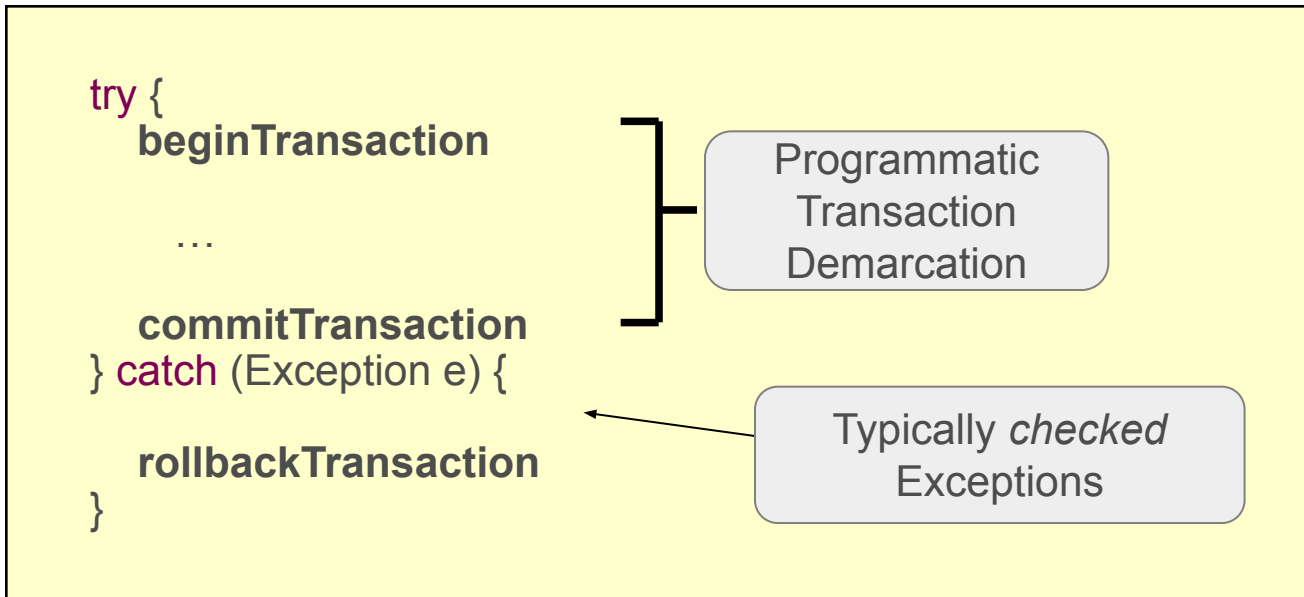 try {
beginTransaction
…
commitTransaction
} catch (Exception e) {
rollbackTransaction
}
Programmatic
Transaction
Demarcation
Typically checked
Exceptions